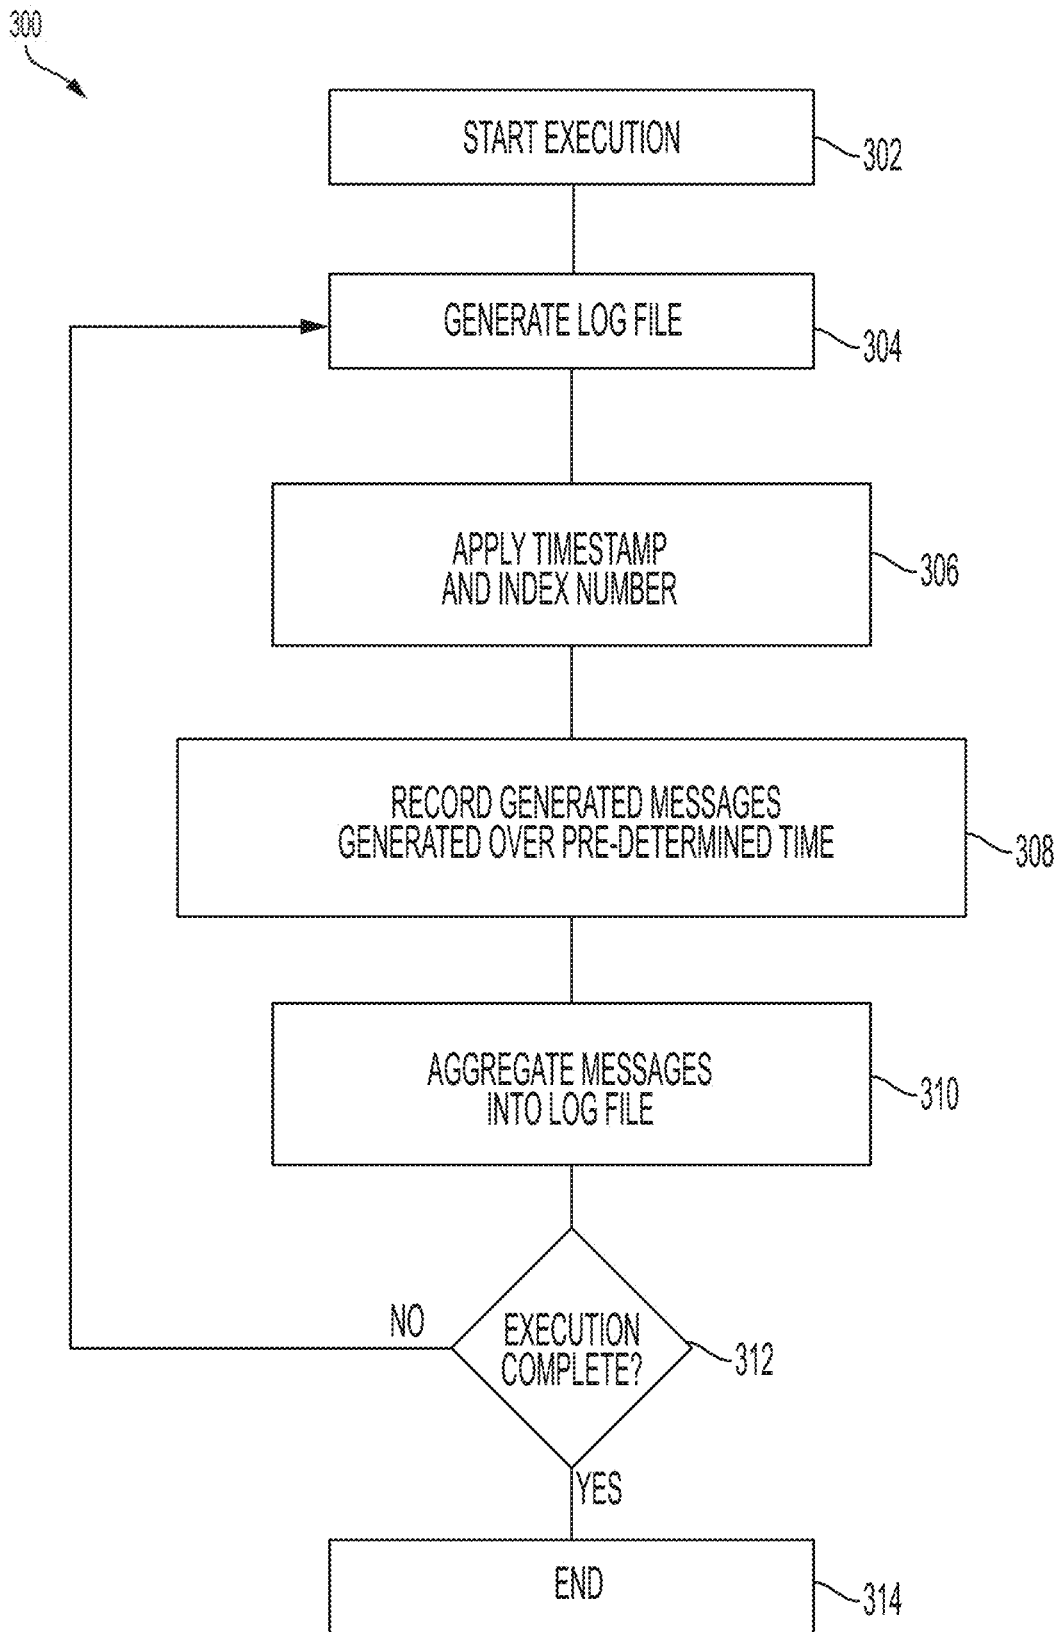 300
START EXECUTION
302
GENERATE LOG FILE
304
APPLY TIMESTAMP
AND INDEX NUMBER
306
RECORD GENERATED MESSAGES
GENERATED OVER PRE-DETERMINED TIME
308
AGGREGATE MESSAGES
INTO LOG FILE
310
NO
EXECUTION
COMPLETE?
312
YES
END
314